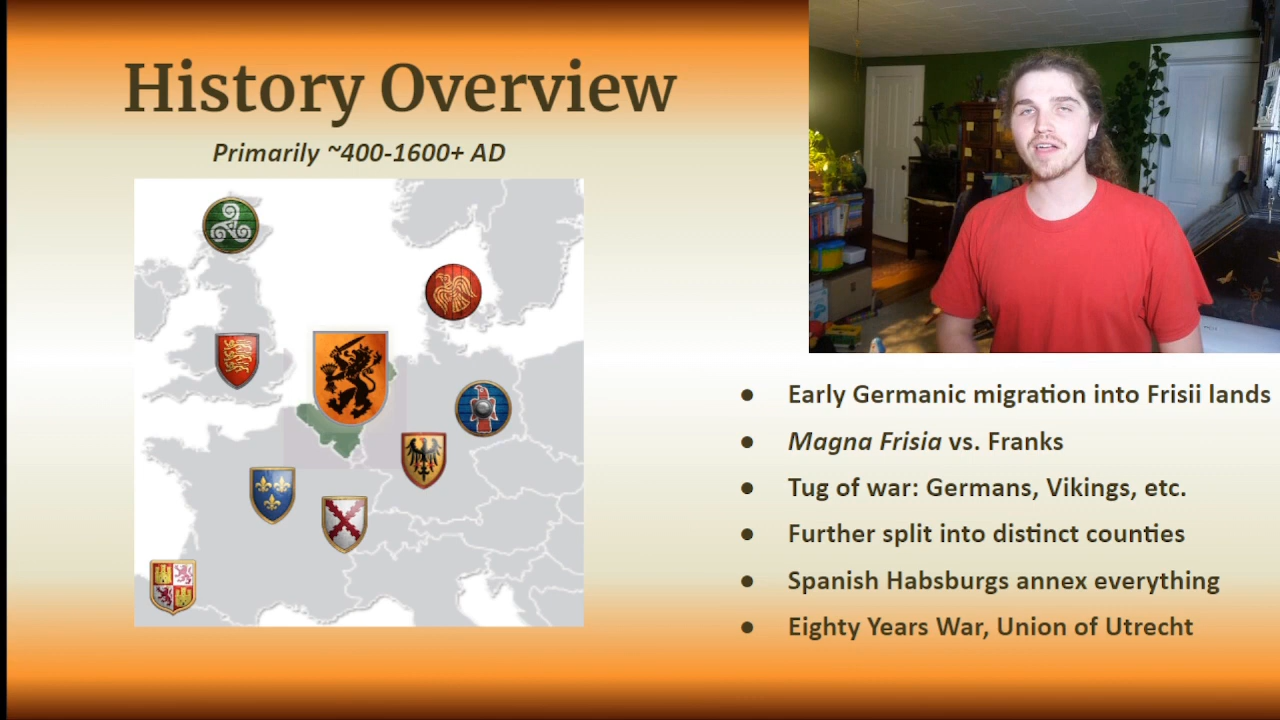 History Overview
Primarily ~400-1600+ AD
● Early Germanic migration into Frisii lands
● Magna Frisia vs. Franks
● Tug of war: Germans, Vikings, etc.
● Further split into distinct counties
● Spanish Habsburgs annex everything
● Eighty Years War, Union of Utrecht